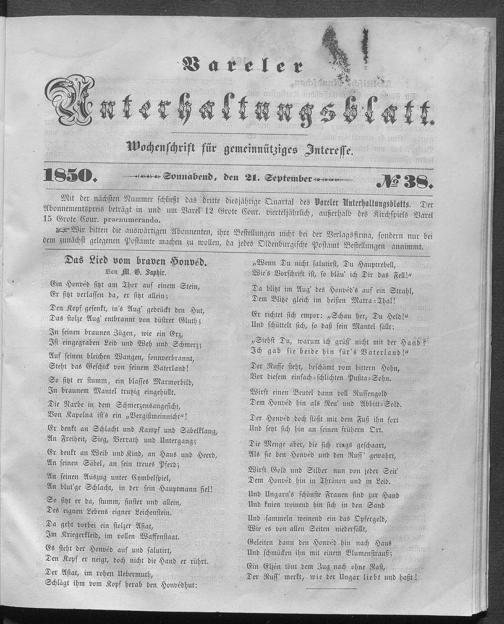 Vareler
Unterhaltungsblatt.
Wochenschrift für gemeinnütziges Interesse.
1850. Sonnabend, den 21. September № 38.
Mit der nächsten Nummer schließt das dritte diesjährige Quartal des Vareler Unterhaltungsblatts. Der
Abonnementspreis beträgt in und um Varel 12 Grote Cour. vierteljährlich, außerhalb des Kirchspiels Varel
15 Grote Cour. praenumerando.
Wir bitten die auswärtigen Abonnenten, ihre Bestellungen nicht bei der Verlagsfirma, sondern nur bei
dem zunächst gelegenen Postamte machen zu wollen, da jedes Oldenburgische Postamt Bestellungen annimmt.
Das Lied vom braven Honvéd.
Von M. G. Saphir.
Ein Honvéd sitzt am Thor auf einem Stein,
Er sitzt verlassen da, er sitzt allein;
Den Kopf gesenkt, in's Aug' gedrückt den Hut,
Das stolze Aug' entbrannt von düstrer Gluth;
In seinen braunen Zügen, wie ein Erz,
Ist eingegraben Leid und Weh und Schmerz;
Auf seinen bleichen Wangen, sonnverbrannt,
Steht das Geschick von seinem Vaterland!
So sitzt er stumm, ein blasses Marmorbild,
In braunem Mantel trutzig eingehüllt,
Die Narbe in dem Schmerzensangesicht,
Von Kapolna ist's ein „Vergißmeinnicht“!
Er denkt an Schlacht und Kampf und Säbelklang,
An Freiheit, Sieg, Verrath und Untergang;
Er denkt an Weib und Kind, an Haus und Heerd,
An seinen Säbel, an sein treues Pferd;
An seinen Auszug unter Cymbelspiel,
An blut'ge Schlacht, in der sein Hauptmann fiel!
So sitzt er da, stumm, finster und allein,
Des eignen Lebens eigner Leichenstein.
Da geht vorbei ein stolzer Astat,
Im Kriegerkleid, im vollen Waffenstaat.
Es steht der Honvéd auf und salutirt,
Den Kopf er neigt, doch nicht die Hand er rührt.
Der Astat, im rohen Uebermuth,
Schlägt ihm vom Kopf herab den Honvédhut:
„Wenn Du nicht salutirst, Du Hauptrebell,
Wie's Vorschrift ist, so bläu' ich Dir das Fell!“
Da blitzt im Aug' des Honvéd's auf ein Strahl,
Dem Blitze gleich im heißen Matra-Thal!
Er richtet sich empor: „Schau her, Du Held!“
Und schüttelt sich, so daß sein Mantel fällt:
„Siehst Du, warum ich grüß' nicht mit der Hand?
Ich gab sie beide hin für's Vaterland!“
Der Russe steht, beschämt vom bittern Hohn,
Vor diesem einfach-schlichten Pußta-Sohn.
Wirft einen Beutel dann voll Russengold
Dem Honvéd hin als Reu' und Abbitt-Sold.
Der Honvéd doch stößt mit dem Fuß ihn fort
Und setzt sich hin an seinen frühern Ort.
Die Menge aber, die sich rings geschaart,
Als sie den Honvéd und den Russ' gewahrt,
Wirft Gold und Silber nun von jeder Seit'
Dem Honvéd hin in Thränen und in Leid.
Und Ungarn's schönste Frauen sind zur Hand
Und knien weinend hin sich in den Sand
Und sammeln weinend ein das Opfergeld,
Wie es von allen Seiten niederfällt,
Geleiten dann den Honvéd hin nach Haus
Und schmücken ihn mit einem Blumenstrauß;
Ein Eljén tönt dem Zug nach ohne Rast,
Der Russ' merkt, wie der Ungar liebt und haßt!